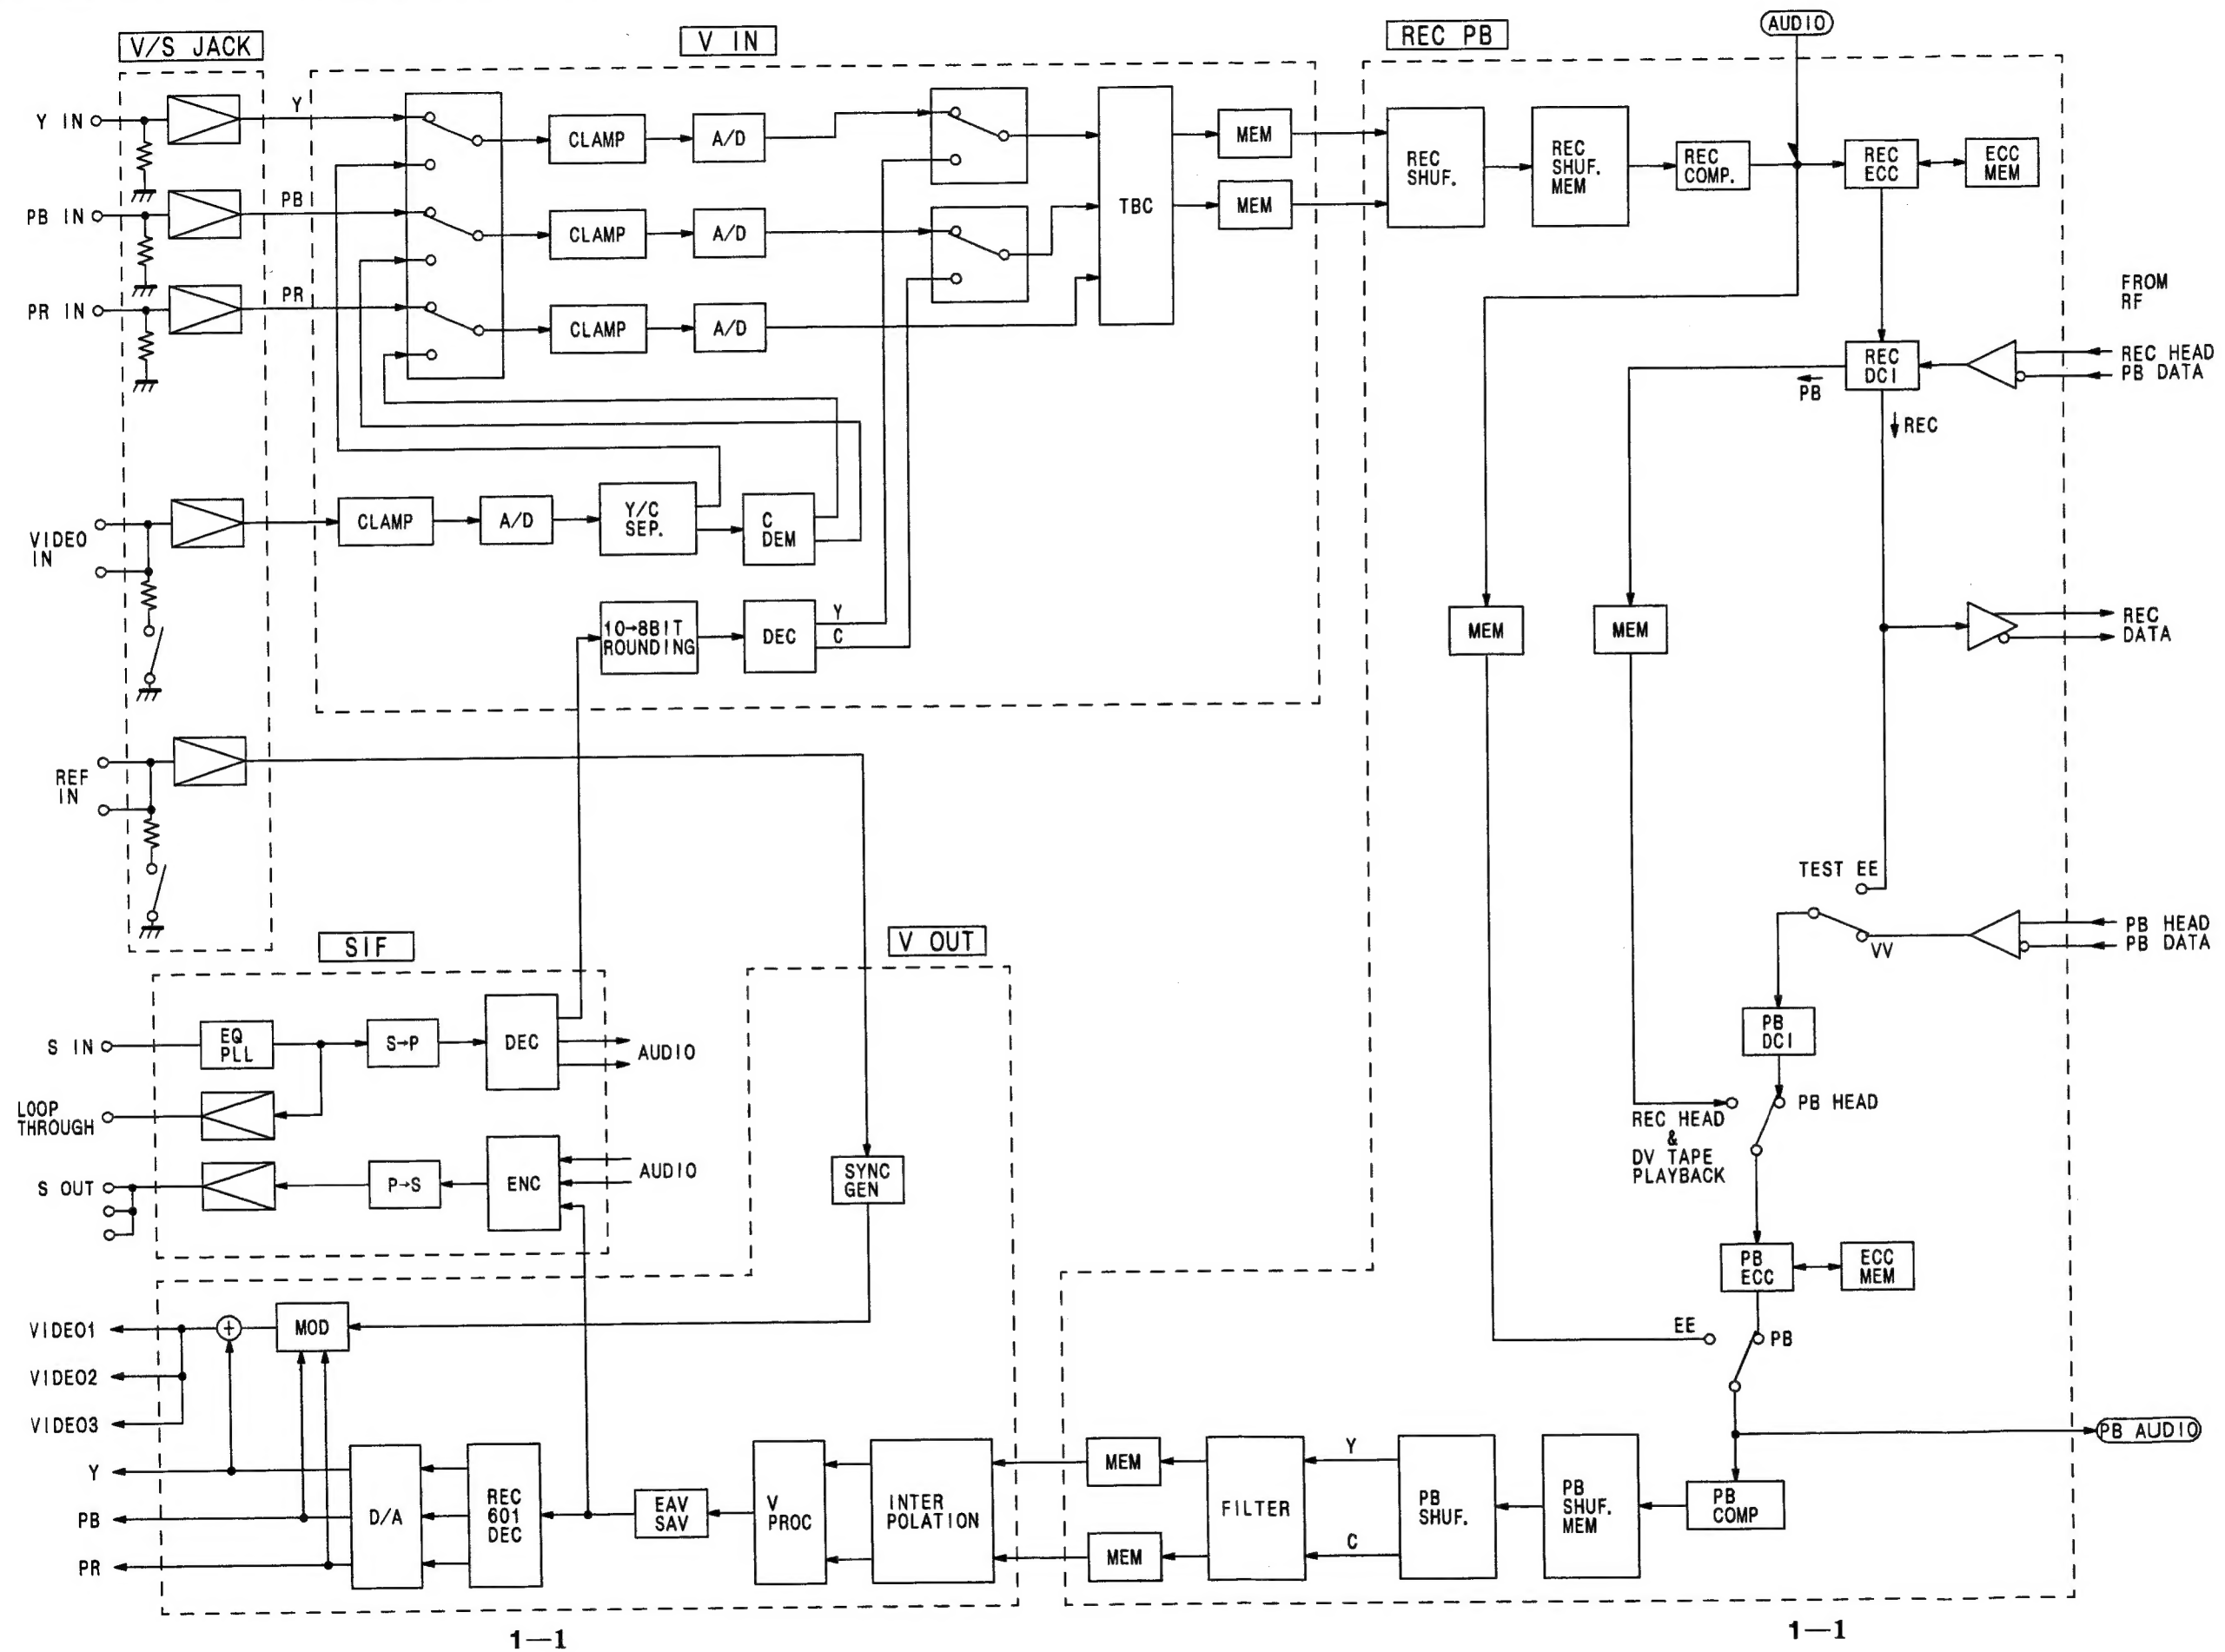 V/S JACK
V IN
REC PB
AUDIO
Y IN
Y
CLAMP
A/D
MEM
REC
SHUF.
REC
SHUF.
MEM
REC
COMP.
REC
ECC
ECC
MEM
PB IN
PB
CLAMP
A/D
TBC
MEM
PR IN
PR
CLAMP
A/D
FROM
RF
REC
DCI
REC HEAD
PB DATA
PB
REC
VIDEO
IN
CLAMP
A/D
Y/C
SEP.
C
DEM
10→8BIT
ROUNDING
DEC
Y
C
MEM
MEM
REC
DATA
REF
IN
TEST EE
VV
PB HEAD
PB DATA
SIF
V OUT
S IN
EQ
PLL
S→P
DEC
AUDIO
PB
DCI
LOOP
THROUGH
REC HEAD
&
DV TAPE
PLAYBACK
PB HEAD
S OUT
P→S
ENC
AUDIO
SYNC
GEN
PB
ECC
ECC
MEM
VIDEO1
+
MOD
EE
PB
VIDEO2
VIDEO3
PB AUDIO
Y
PB
PR
D/A
REC
601
DEC
EAV
SAV
V
PROC
INTER
POLATION
MEM
MEM
FILTER
Y
C
PB
SHUF.
PB
SHUF.
MEM
PB
COMP
1—1
1—1